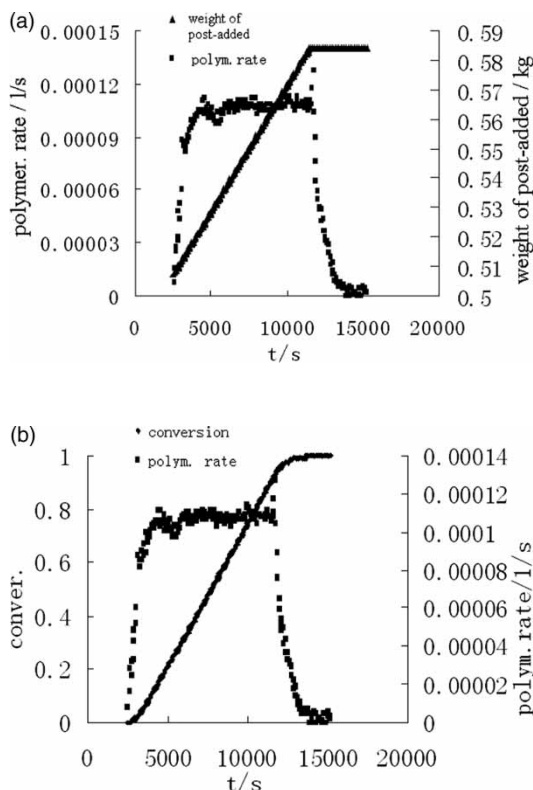 (a)
weight of
post-added
polym. rate
polymer. rate / l/s
0.00015
0.00012
0.00009
0.00006
0.00003
0
0.59
0.58
0.57
0.56
0.55
0.54
0.53
0.52
0.51
0.5
weight of post-added / kg
0 5000 10000 15000 20000
t/s
(b)
conversion
polym. rate
conver.
1
0.8
0.6
0.4
0.2
0
0.00014
0.00012
0.0001
0.00008
0.00006
0.00004
0.00002
0
polym.rate/l/s
0 5000 10000 15000 20000
t/s